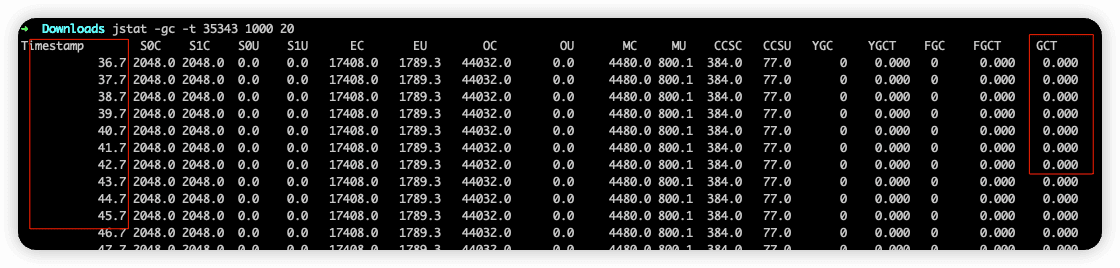 → Downloads jstat -gc -t 35343 1000 20
Timestamp S0C S1C S0U S1U EC EU OC OU MC MU CCSC CCSU YGC YGCT FGC FGCT GCT
36.7 2048.0 2048.0 0.0 0.0 17408.0 1789.3 44032.0 0.0 4480.0 800.1 384.0 77.0 0 0.000 0 0.000 0.000
37.7 2048.0 2048.0 0.0 0.0 17408.0 1789.3 44032.0 0.0 4480.0 800.1 384.0 77.0 0 0.000 0 0.000 0.000
38.7 2048.0 2048.0 0.0 0.0 17408.0 1789.3 44032.0 0.0 4480.0 800.1 384.0 77.0 0 0.000 0 0.000 0.000
39.7 2048.0 2048.0 0.0 0.0 17408.0 1789.3 44032.0 0.0 4480.0 800.1 384.0 77.0 0 0.000 0 0.000 0.000
40.7 2048.0 2048.0 0.0 0.0 17408.0 1789.3 44032.0 0.0 4480.0 800.1 384.0 77.0 0 0.000 0 0.000 0.000
41.7 2048.0 2048.0 0.0 0.0 17408.0 1789.3 44032.0 0.0 4480.0 800.1 384.0 77.0 0 0.000 0 0.000 0.000
42.7 2048.0 2048.0 0.0 0.0 17408.0 1789.3 44032.0 0.0 4480.0 800.1 384.0 77.0 0 0.000 0 0.000 0.000
43.7 2048.0 2048.0 0.0 0.0 17408.0 1789.3 44032.0 0.0 4480.0 800.1 384.0 77.0 0 0.000 0 0.000 0.000
44.7 2048.0 2048.0 0.0 0.0 17408.0 1789.3 44032.0 0.0 4480.0 800.1 384.0 77.0 0 0.000 0 0.000 0.000
45.7 2048.0 2048.0 0.0 0.0 17408.0 1789.3 44032.0 0.0 4480.0 800.1 384.0 77.0 0 0.000 0 0.000 0.000
46.7 2048.0 2048.0 0.0 0.0 17408.0 1789.3 44032.0 0.0 4480.0 800.1 384.0 77.0 0 0.000 0 0.000 0.000